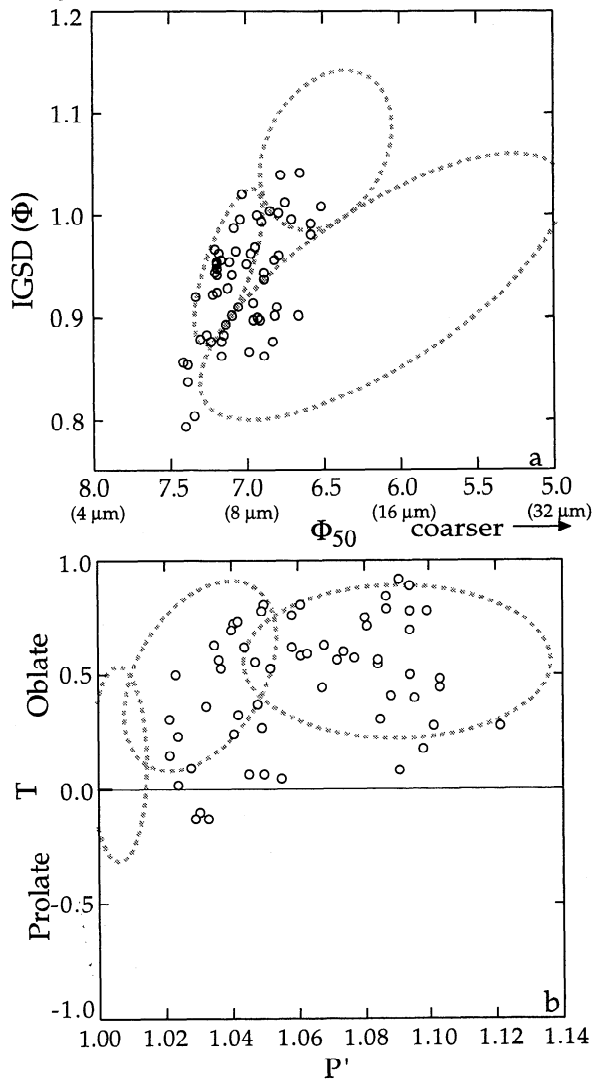 1.2
1.1
1.0
0.9
0.8
IGSD (Φ)
a
8.0 7.5 7.0 6.5 6.0 5.5 5.0
(4 μm) (8 μm) (16 μm) (32 μm)
Φ50 coarser
1.0
0.5
0.0
-0.5
-1.0
Oblate
T
Prolate
b
1.00 1.02 1.04 1.06 1.08 1.10 1.12 1.14
P'